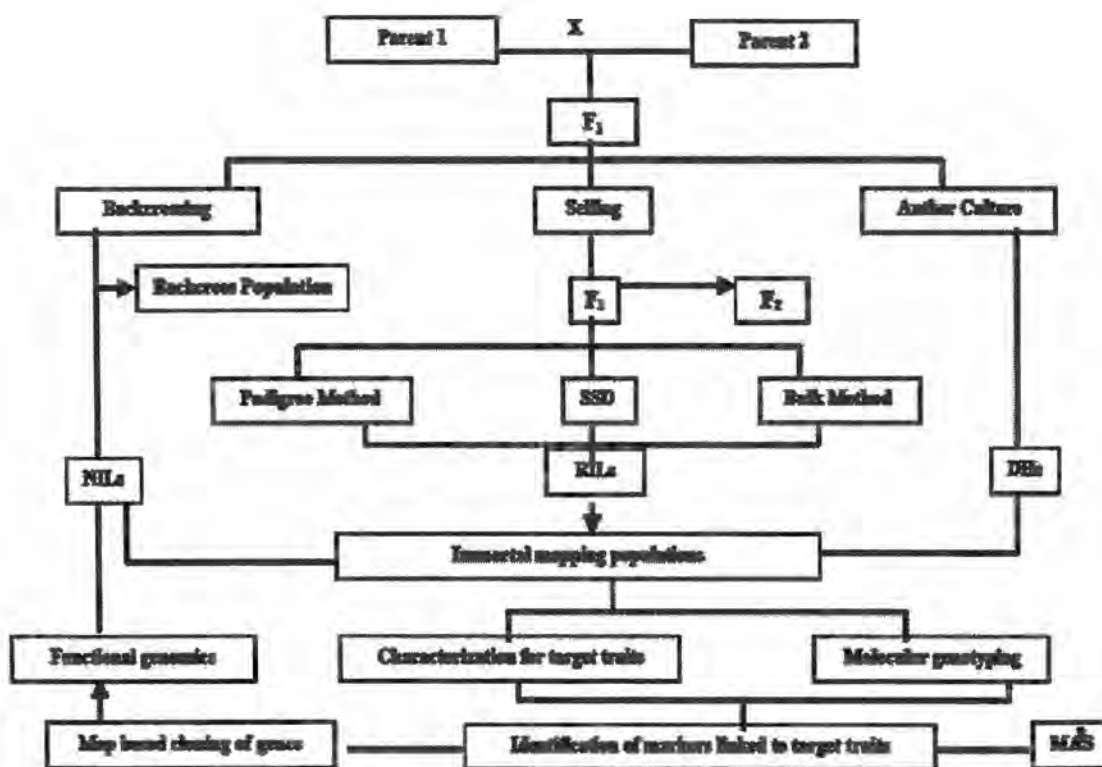 Parent 1
X
Parent 2
F₁
Backcrossing
Selfing
Anther Culture
Backcross Population
F₂
Pedigree Method
SSD
Bulk Method
NILs
RILs
DHs
Immortal mapping populations
Functional genomics
Characterization for target traits
Molecular genotyping
Map based cloning of genes
Identification of markers linked to target traits
MAS